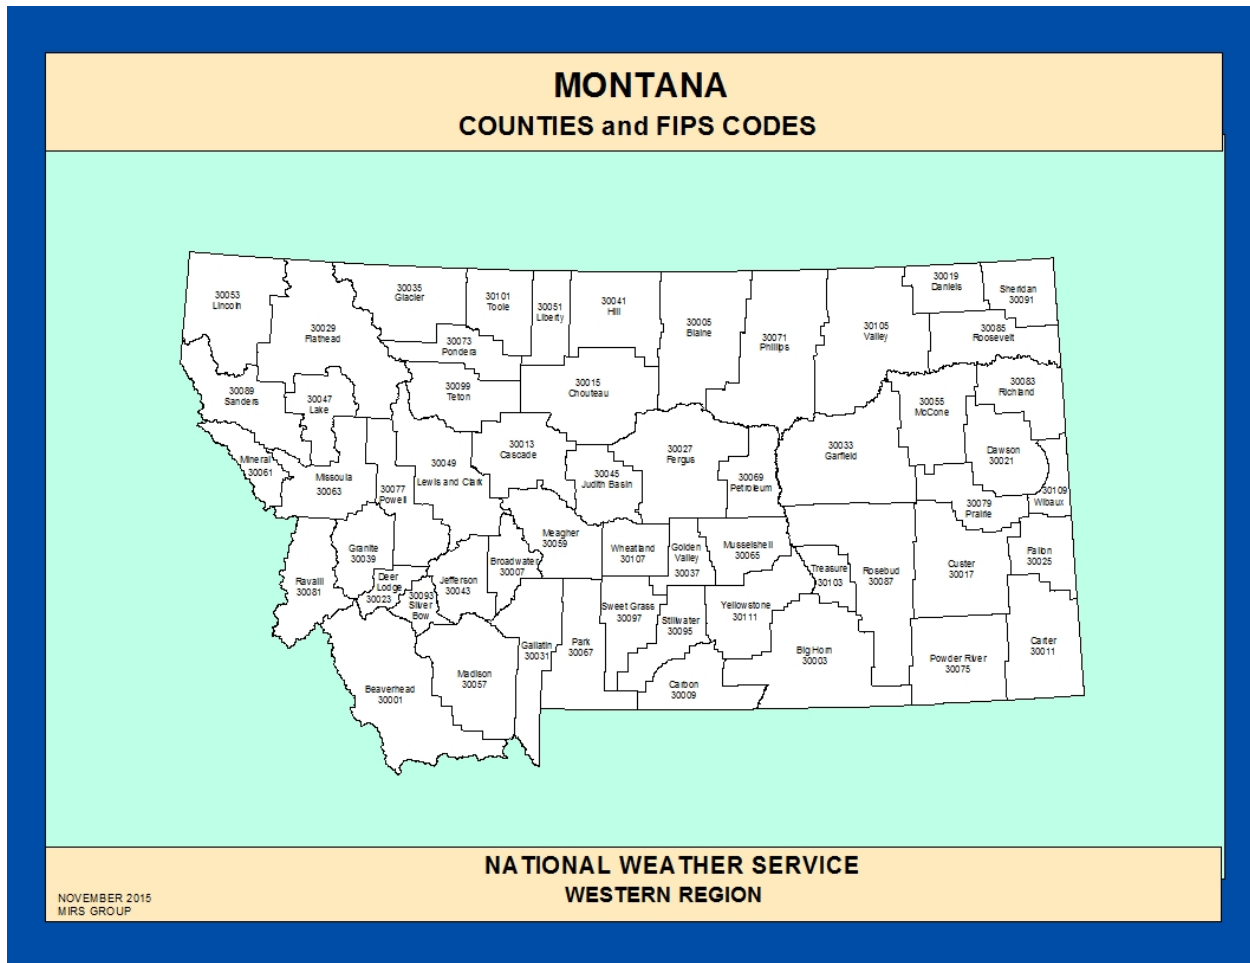 MONTANA
COUNTIES and FIPS CODES
30053
Lincoln
30029
Flathead
30035
Glacier
30101
Toole
30051
Liberty
30041
Hill
30005
Blaine
30071
Phillips
30105
Valley
30019
Daniels
Sheridan
30091
30085
Roosevelt
30073
Pondera
30089
Sanders
30047
Lake
30099
Teton
30015
Chouteau
30055
McCone
30083
Richland
Mineral
30061
Missoula
30063
30077
Powell
30049
Lewis and Clark
30013
Cascade
30045
Judith Basin
30027
Fergus
30069
Petroleum
30033
Garfield
Dawson
30021
30079
Prairie
30109
Wibaux
Granite
30039
Ravalli
30081
Deer
Lodge
30023
30093
Silver
Bow
Jefferson
30043
Broadwater
30007
Meagher
30059
Wheatland
30107
Golden
Valley
30037
Musselshell
30065
Treasure
30103
Rosebud
30087
Custer
30017
Fallon
30025
Beaverhead
30001
Madison
30057
Gallatin
30031
Park
30067
Sweet Grass
30097
Stillwater
30095
Yellowstone
30111
Carbon
30009
Big Horn
30003
Powder River
30075
Carter
30011
NATIONAL WEATHER SERVICE
WESTERN REGION
NOVEMBER 2015
MIRS GROUP